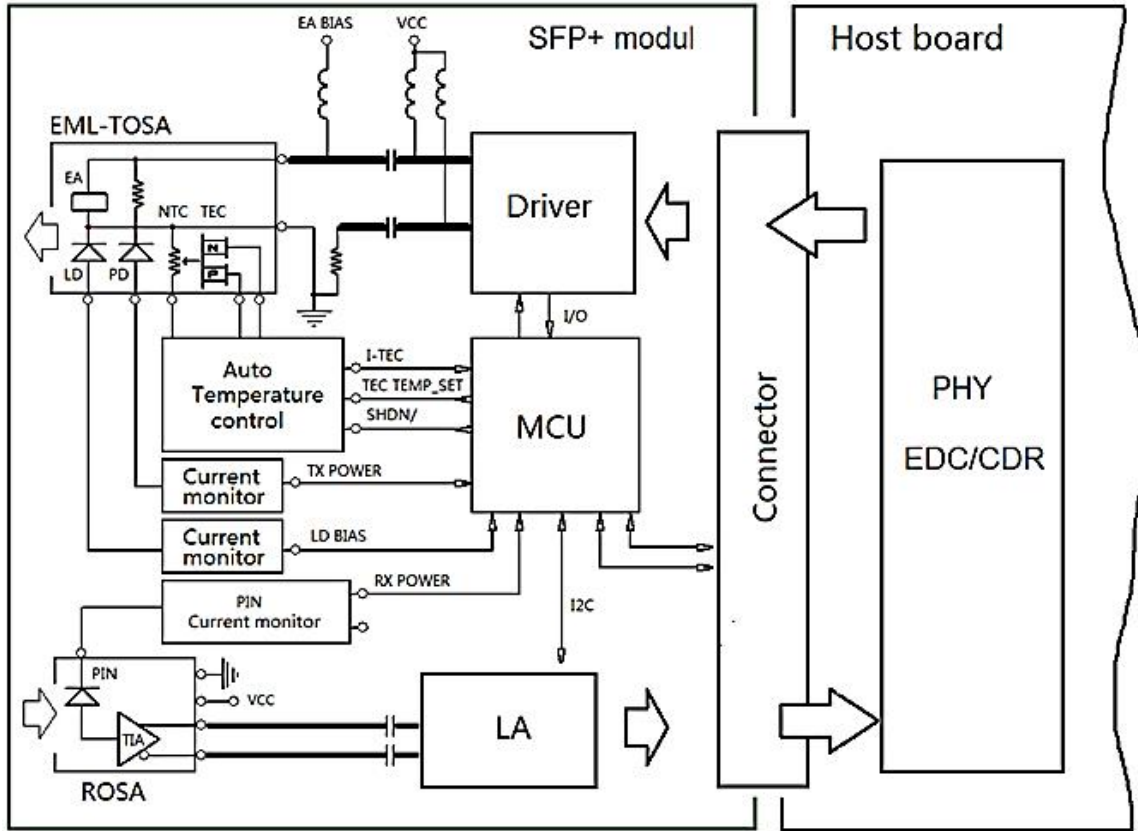 EA BIAS VCC
SFP+ modul
Host board
EML-TOSA
EA
NTC TEC
N
P
LD PD
Driver
I/O
Auto
Temperature
control
I-TEC
TEC TEMP_SET
SHDN/
MCU
Connector
PHY
EDC/CDR
Current
monitor
TX POWER
Current
monitor
LD BIAS
RX POWER
PIN
Current monitor
I2C
PIN
VCC
TIA
LA
ROSA